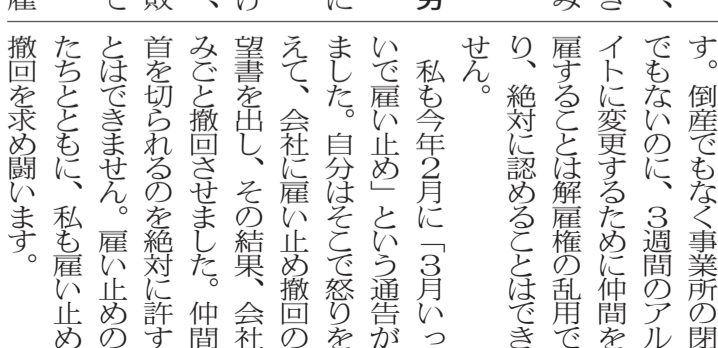 す。倒産でもなく事業所の閉
でもないのに、3週間のアル
イトに変更するために仲間を
雇することは解雇権の乱用で
り、絶対に認めることはでき
せん。
私も今年2月に「3月いっ
いで雇い止め」という通告が
ました。自分はそこで怒りを
えて、会社に雇い止め撤回の
望書を出し、その結果、会社
みごと撤回させました。仲間
首を切られるのを絶対に許す
とはできません。雇い止めの
たちとともに、私も雇い止め
撤回を求め闘います。